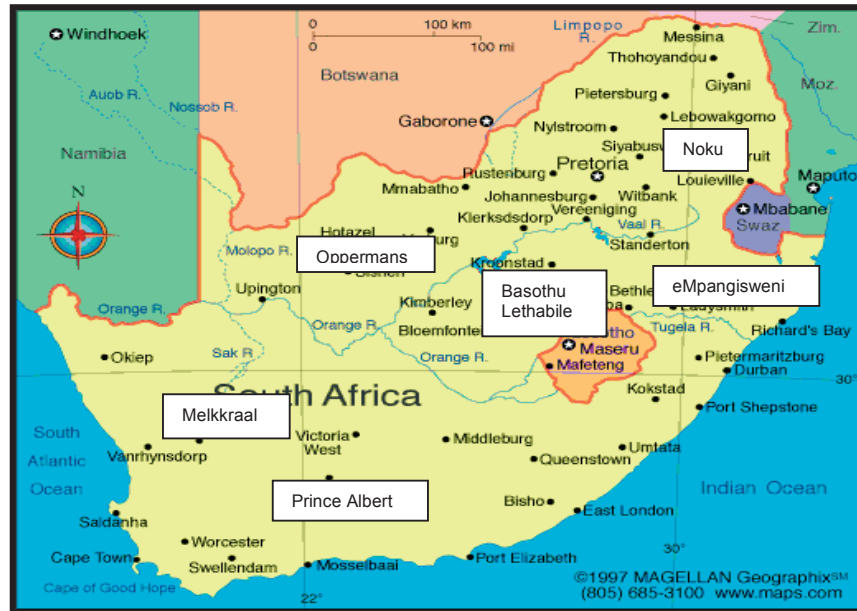 Windhoek
100 km
100 mi
Limpopo
R.
Messina
Zim.
Thohoyandou
Botswana
Giyani
Moz.
Auob R.
Nossob R.
Pietersburg
Gaborone
Lebowakgomo
Nylstroom
Namibia
Noku
Pretoria
Rustenburg
Louieville
Maputo
N
Mmabatho
Johannesburg
Witbank
Mbabane
Klerksdsdorp
Vereeniging
Swaz.
Hotazel
Vaal R.
Standerton
Molopo R.
Oppermans
Kroonstad
eMpangisweni
Upington
Basothu
Lethabile
Orange R.
Kimberley
Orange R.
Bloemfontein
Tugela R.
Richard's Bay
Okiep
Sak R
Orange R.
Maseru
Mafeteng
Pietermaritzburg
Durban
30°
South Africa
Kokstad
Melkkraal
Port Shepstone
South
Atlantic
Ocean
Victoria
West
Middleburg
Umtata
Vanrhynsdorp
Queenstown
Indian Ocean
Prince Albert
Bisho
East London
Saldanha
Worcester
Cape Town
Swellendam
Mosselbaai
Port Elizabeth
30°
Cape of Good Hope
22°
©1997 MAGELLAN Geographix℠
(805) 685-3100 www.maps.com